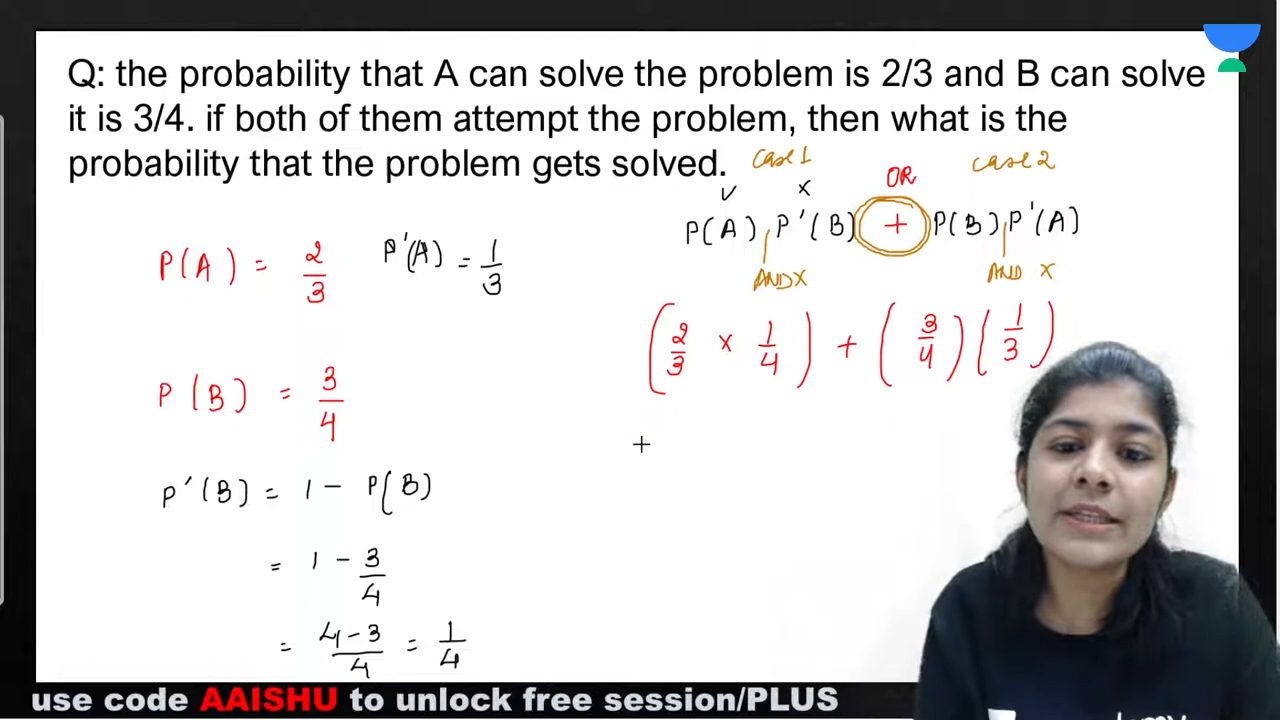 Q: the probability that A can solve the problem is 2/3 and B can solve
it is 3/4. if both of them attempt the problem, then what is the
probability that the problem gets solved.
Case 1
Case 2
OR
✓ ×
P(A) P'(B) + P(B) P'(A)
AND × AND ×
P(A) = 2/3 P'(A) = 1/3
(2/3 × 1/4) + (3/4)(1/3)
P(B) = 3/4
P'(B) = 1 - P(B)
= 1 - 3/4
= 4-3/4 = 1/4
use code AAISHU to unlock free session/PLUS